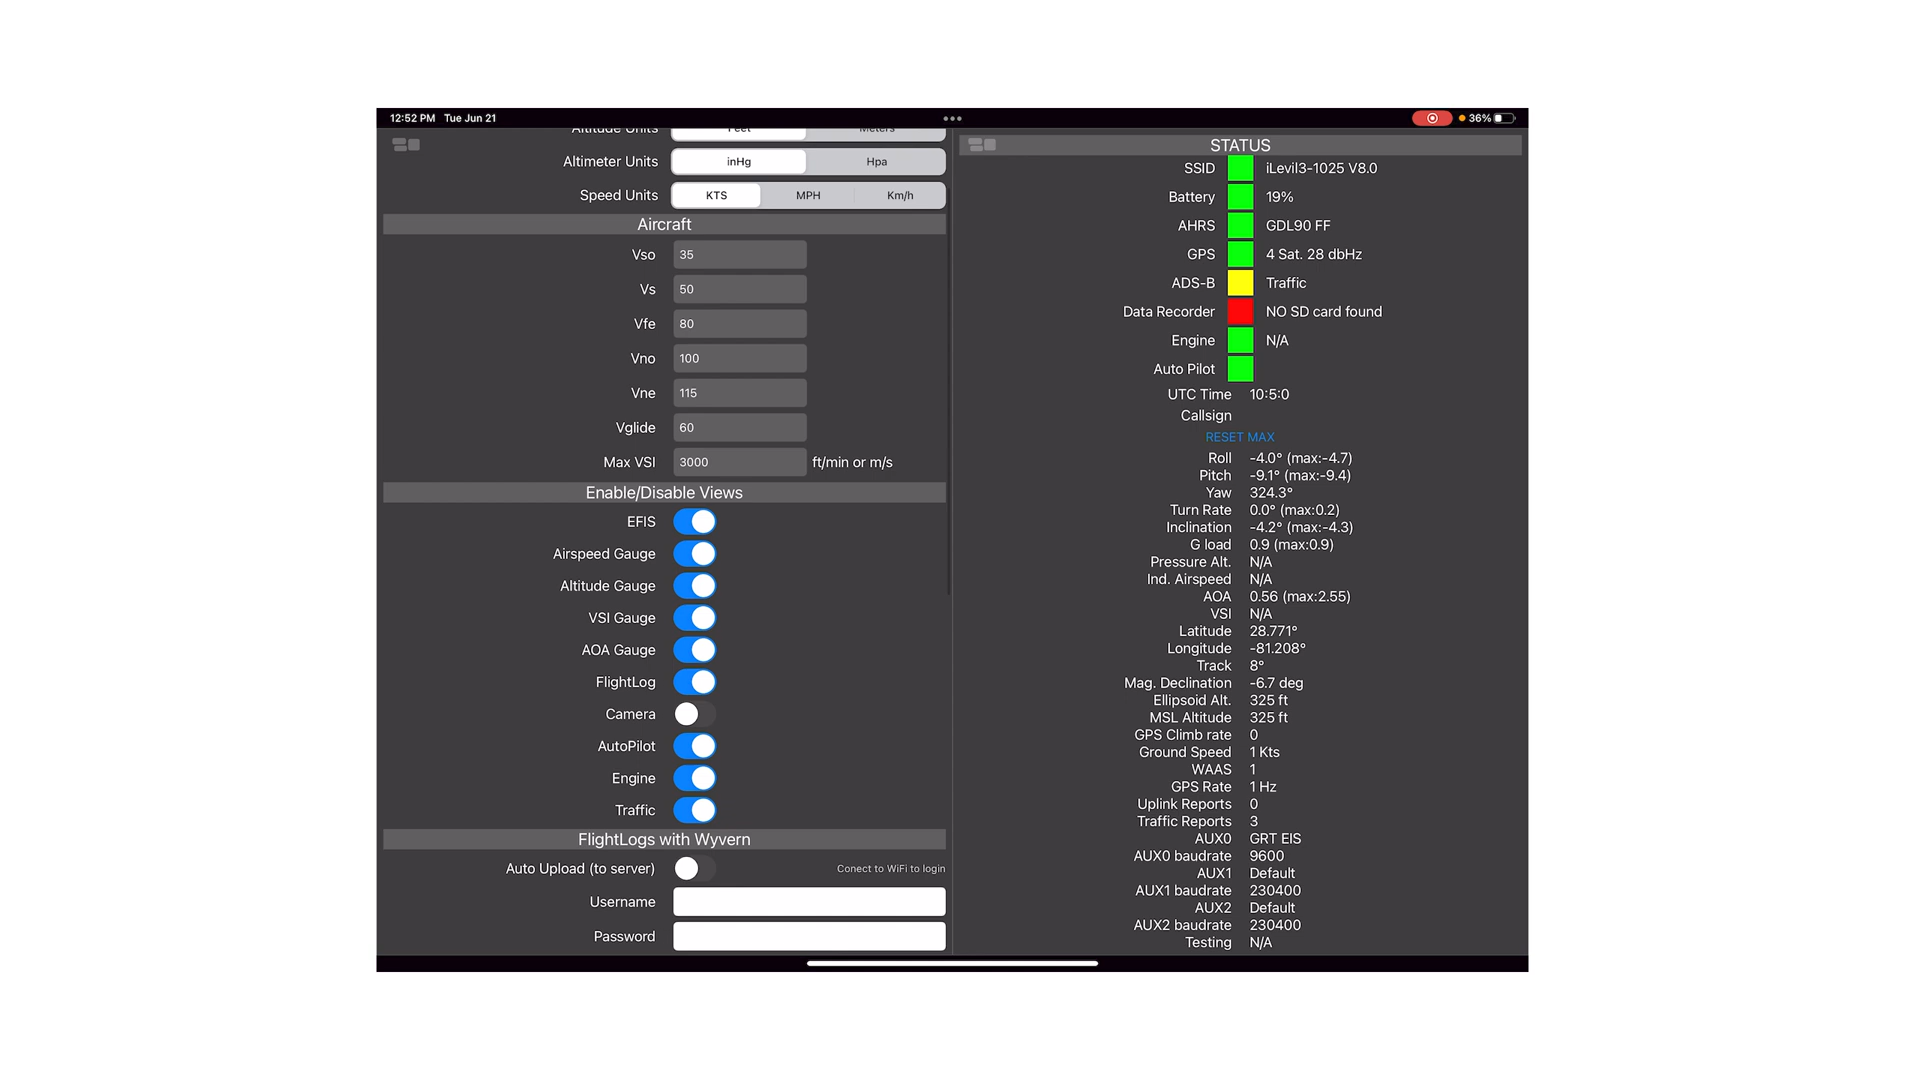 12:52 PM Tue Jun 21
36%
Altitude Units Feet Meters
Altimeter Units inHg Hpa
Speed Units KTS MPH Km/h
Aircraft
Vso 35
Vs 50
Vfe 80
Vno 100
Vne 115
Vglide 60
Max VSI 3000 ft/min or m/s
Enable/Disable Views
EFIS
Airspeed Gauge
Altitude Gauge
VSI Gauge
AOA Gauge
FlightLog
Camera
AutoPilot
Engine
Traffic
FlightLogs with Wyvern
Auto Upload (to server) Conect to WiFi to login
Username
Password
STATUS
SSID iLevil3-1025 V8.0
Battery 19%
AHRS GDL90 FF
GPS 4 Sat. 28 dbHz
ADS-B Traffic
Data Recorder NO SD card found
Engine N/A
Auto Pilot
UTC Time 10:5:0
Callsign
RESET MAX
Roll -4.0° (max:-4.7)
Pitch -9.1° (max:-9.4)
Yaw 324.3°
Turn Rate 0.0° (max:0.2)
Inclination -4.2° (max:-4.3)
G load 0.9 (max:0.9)
Pressure Alt. N/A
Ind. Airspeed N/A
AOA 0.56 (max:2.55)
VSI N/A
Latitude 28.771°
Longitude -81.208°
Track 8°
Mag. Declination -6.7 deg
Ellipsoid Alt. 325 ft
MSL Altitude 325 ft
GPS Climb rate 0
Ground Speed 1 Kts
WAAS 1
GPS Rate 1 Hz
Uplink Reports 0
Traffic Reports 3
AUX0 GRT EIS
AUX0 baudrate 9600
AUX1 Default
AUX1 baudrate 230400
AUX2 Default
AUX2 baudrate 230400
Testing N/A